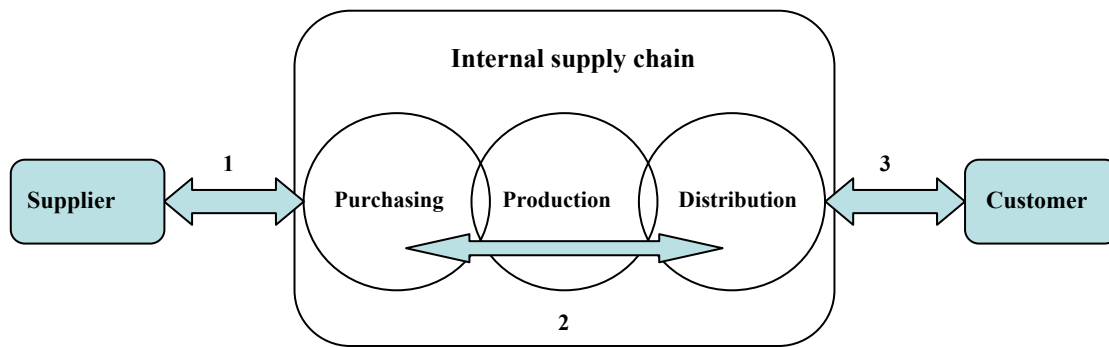 Internal supply chain
1
3
Supplier
Purchasing
Production
Distribution
Customer
2